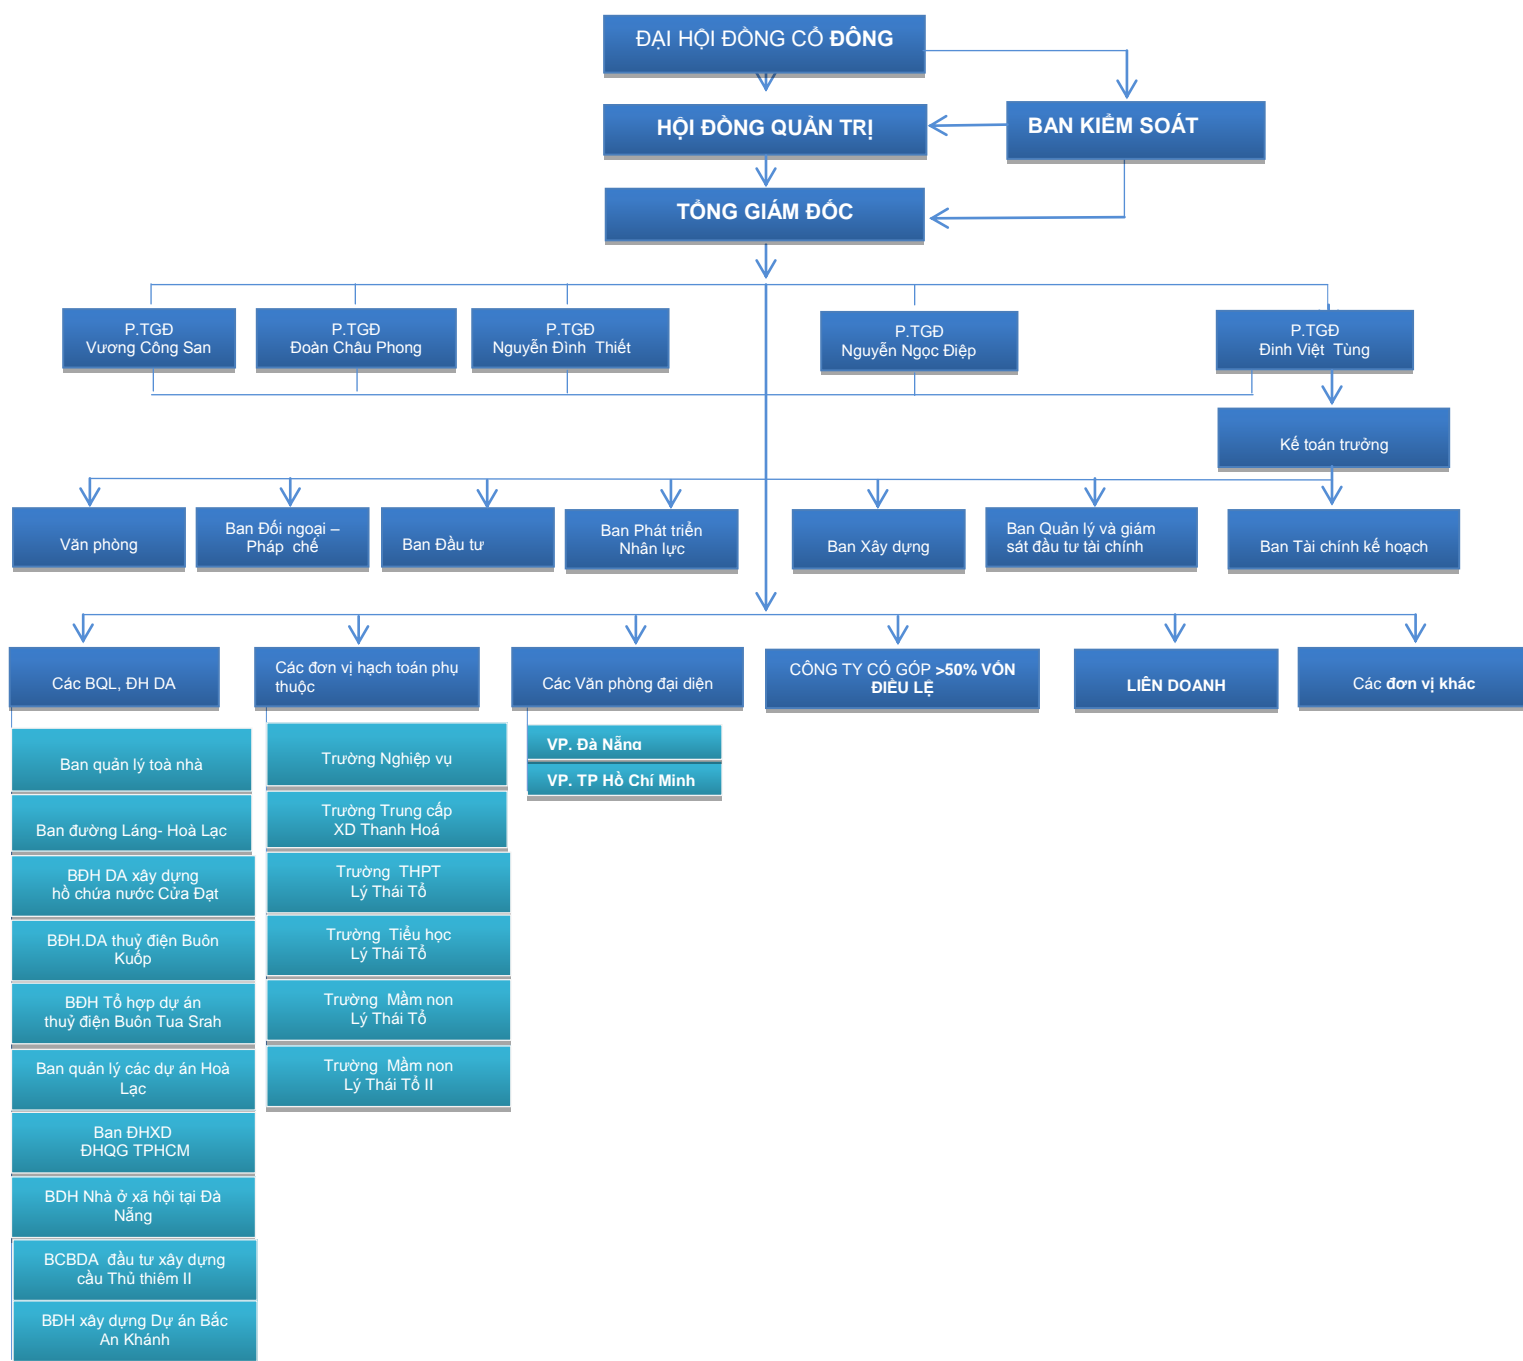 ĐẠI HỘI ĐỒNG CỔ ĐÔNG
HỘI ĐỒNG QUẢN TRỊ
BAN KIỂM SOÁT
TỔNG GIÁM ĐỐC
P.TGĐ
Vương Công San
P.TGĐ
Đoàn Châu Phong
P.TGĐ
Nguyễn Đình Thiết
P.TGĐ
Nguyễn Ngọc Điệp
P.TGĐ
Đinh Việt Tùng
Kế toán trưởng
Văn phòng
Ban Đối ngoại –
Pháp chế
Ban Đầu tư
Ban Phát triển
Nhân lực
Ban Xây dựng
Ban Quản lý và giám
sát đầu tư tài chính
Ban Tài chính kế hoạch
Các BQL, ĐH DA
Các đơn vị hạch toán phụ
thuộc
Các Văn phòng đại diện
CÔNG TY CÓ GÓP >50% VỐN
ĐIỀU LỆ
LIÊN DOANH
Các đơn vị khác
Ban quản lý toà nhà
Ban đường Láng- Hoà Lạc
BĐH DA xây dựng
hồ chứa nước Cửa Đạt
BĐH.DA thuỷ điện Buôn
Kuốp
BĐH Tổ hợp dự án
thuỷ điện Buôn Tua Srah
Ban quản lý các dự án Hoà
Lạc
Ban ĐHXD
ĐHQG TPHCM
BDH Nhà ở xã hội tại Đà
Nẵng
BCBDA đầu tư xây dựng
cầu Thủ thiêm II
BĐH xây dựng Dự án Bắc
An Khánh
Trường Nghiệp vụ
Trường Trung cấp
XD Thanh Hoá
Trường THPT
Lý Thái Tổ
Trường Tiểu học
Lý Thái Tổ
Trường Mầm non
Lý Thái Tổ
Trường Mầm non
Lý Thái Tổ II
VP. Đà Nẵng
VP. TP Hồ Chí Minh